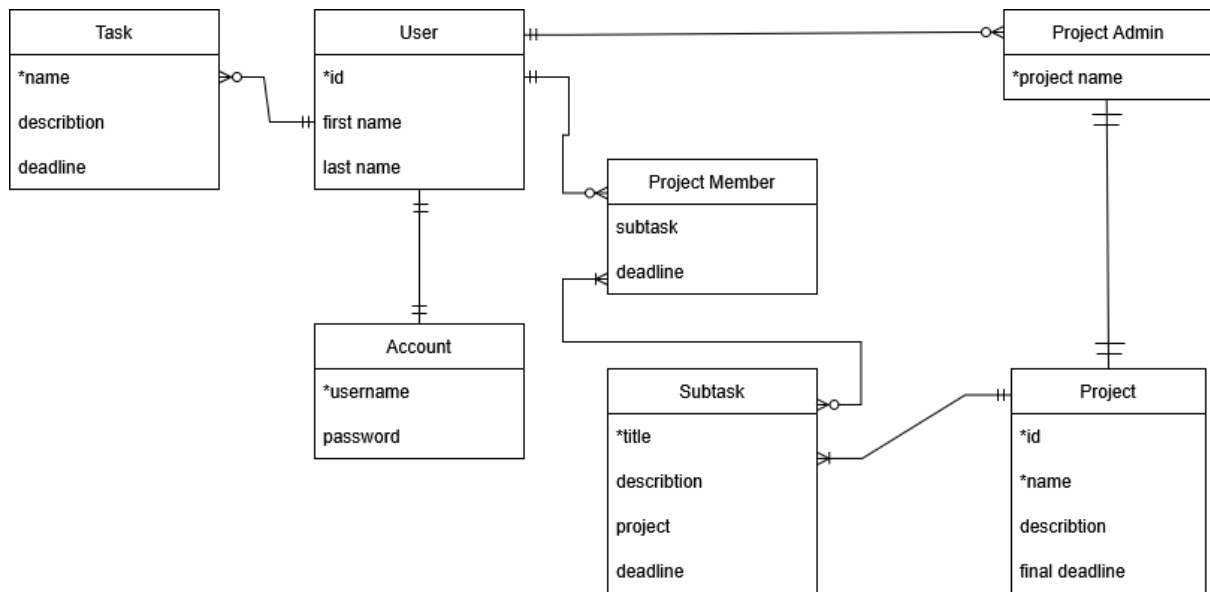 Task
*name
describtion
deadline
User
*id
first name
last name
Project Admin
*project name
Project Member
subtask
deadline
Account
*username
password
Subtask
*title
describtion
project
deadline
Project
*id
*name
describtion
final deadline